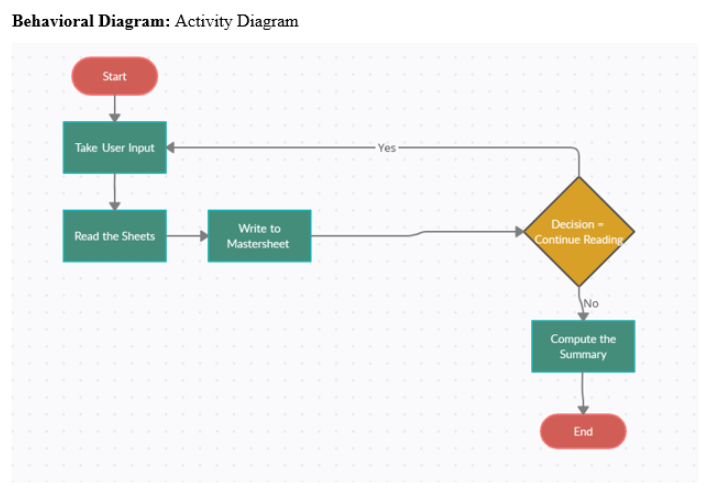 Behavioral Diagram: Activity Diagram
Start
Take User Input
Yes
Read the Sheets
Write to
Mastersheet
Decision =
Continue Reading
No
Compute the
Summary
End